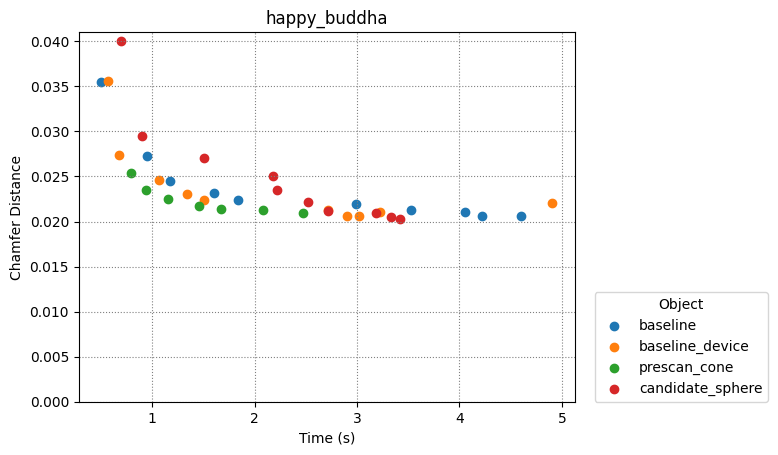 happy_buddha
Chamfer Distance
0.040
0.035
0.030
0.025
0.020
0.015
0.010
0.005
0.000
1 2 3 4 5
Time (s)
Object
baseline
baseline_device
prescan_cone
candidate_sphere